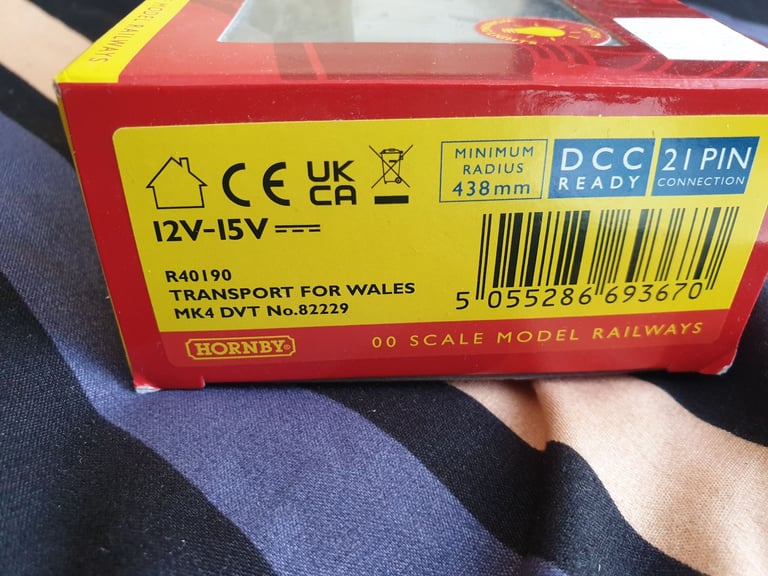 MODEL RAILWAYS
CE UK CA
MINIMUM RADIUS 438mm
DCC READY
21 PIN CONNECTION
12V-15V
R40190
TRANSPORT FOR WALES
MK4 DVT No.82229
5 055286 693670
HORNBY®
00 SCALE MODEL RAILWAYS